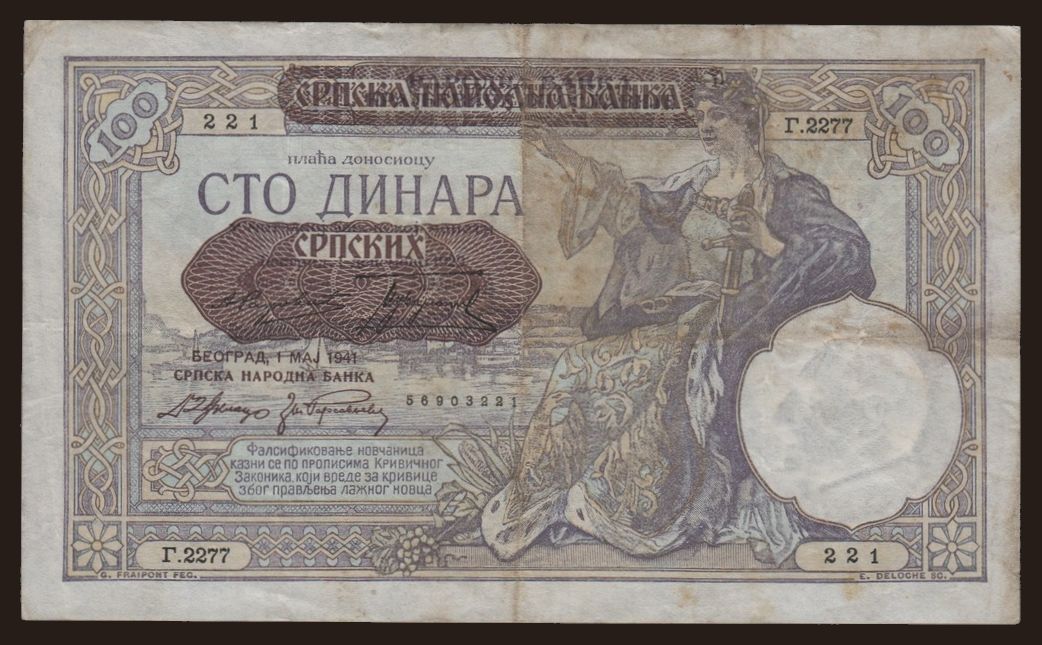 СРПСКА НАРОДНА БАНКА
100
100
221
Г.2277
плаћа доносиоцу
СТО ДИНАРА
СРПСКИХ
БЕОГРАД, 1 МАЈ 1941
СРПСКА НАРОДНА БАНКА
56903221
Фалсификовање новчаница
казни се по прописима Кривичног
Законика, који вреде за кривице
због прављења лажног новца
Г.2277
221
G. FRAIPONT FEC.
E. DELOCHE SC.